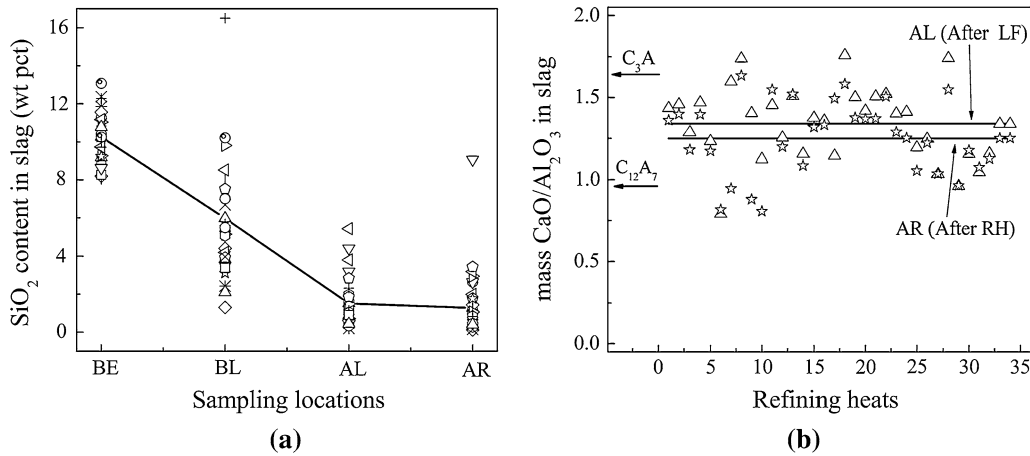 SiO₂ content in slag (wt pct)
16
12
8
4
0
BE
BL
AL
AR
Sampling locations
(a)
mass CaO/Al₂O₃ in slag
2.0
1.5
1.0
0.5
0.0
C₃A
C₁₂A₇
AL (After LF)
AR (After RH)
0
5
10
15
20
25
30
35
Refining heats
(b)